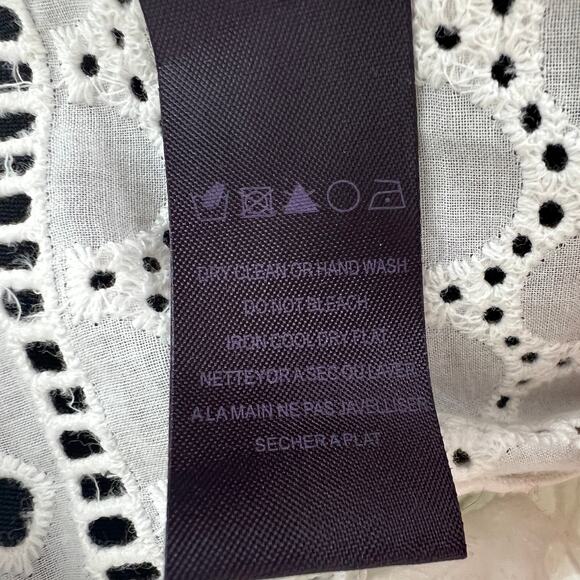 DRY CLEAN OR HAND WASH
DO NOT BLEACH
IRON COOL DRY FLAT
NETTEYOR A SEC OU LAVER
A LA MAIN NE PAS JAVELLISER
SECHER A PLAT